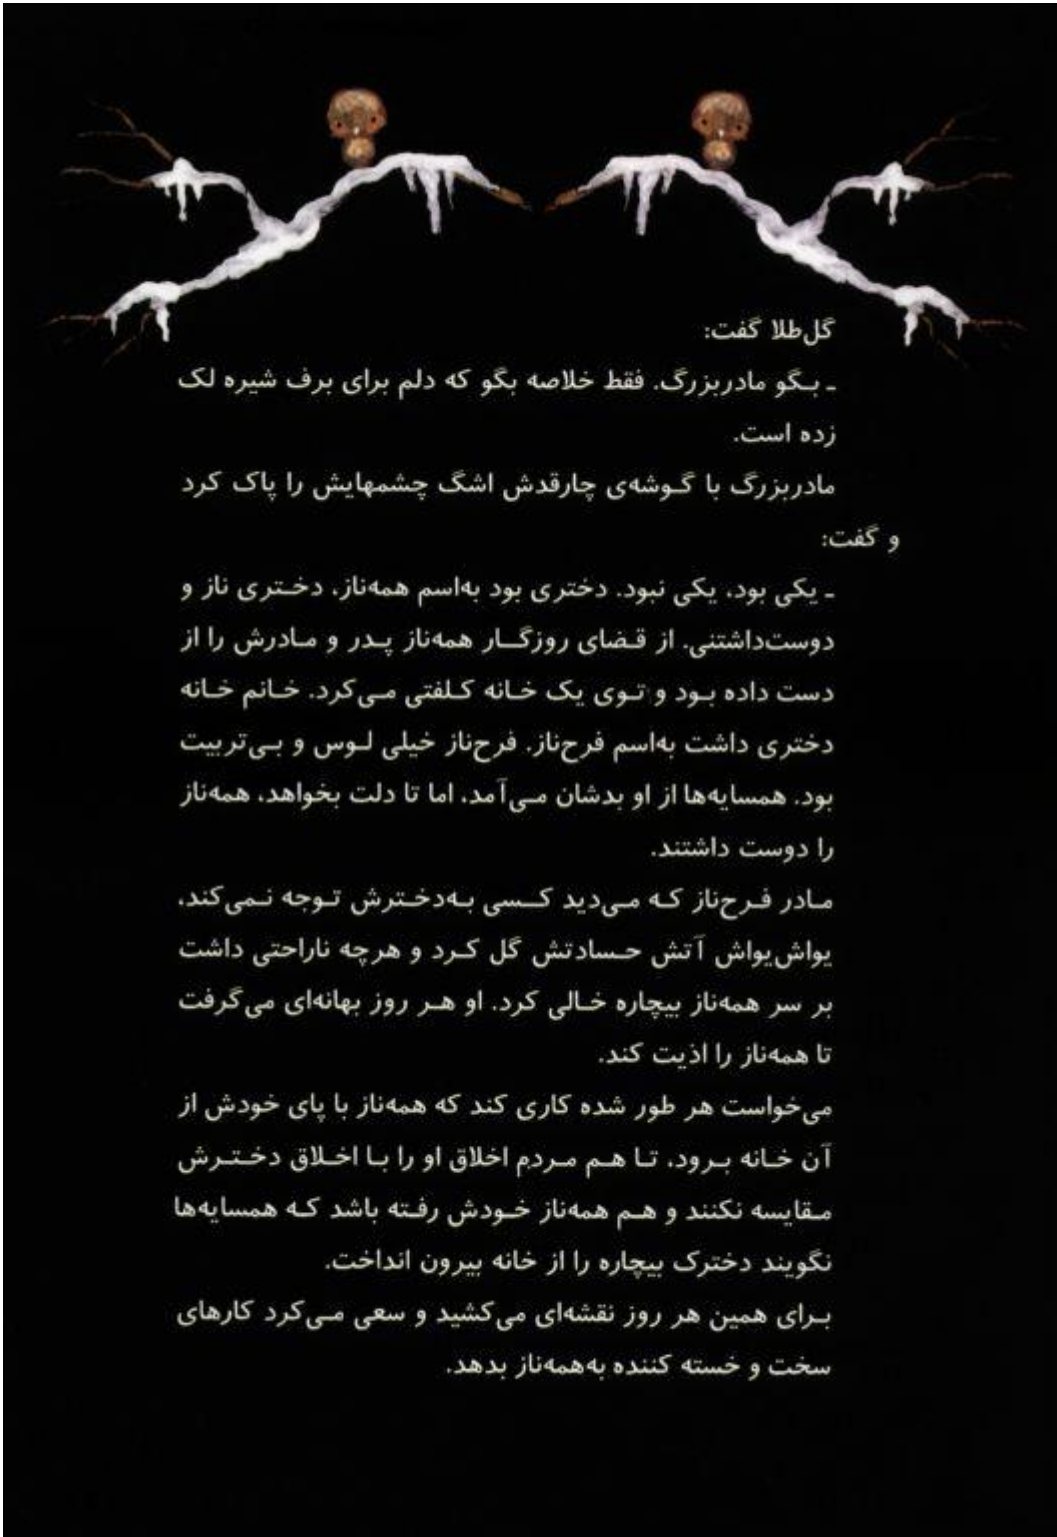 گل‌طلا گفت:
ـ بگو مادربزرگ. فقط خلاصه بگو که دلم برای برف شیره لک
زده است.
مادربزرگ با گوشه‌ی چارقدش اشگ چشمهایش را پاک کرد
و گفت:
ـ یکی بود، یکی نبود. دختری بود به‌اسم همه‌ناز، دختری ناز و
دوست‌داشتنی. از قضای روزگار همه‌ناز پدر و مادرش را از
دست داده بود و توی یک خانه کلفتی می‌کرد. خانم خانه
دختری داشت به‌اسم فرح‌ناز. فرح‌ناز خیلی لوس و بی‌تربیت
بود. همسایه‌ها از او بدشان می‌آمد، اما تا دلت بخواهد، همه‌ناز
را دوست داشتند.
مادر فرح‌ناز که می‌دید کسی به‌دخترش توجه نمی‌کند،
یواش‌یواش آتش حسادتش گل کرد و هرچه ناراحتی داشت
بر سر همه‌ناز بیچاره خالی کرد. او هر روز بهانه‌ای می‌گرفت
تا همه‌ناز را اذیت کند.
می‌خواست هر طور شده کاری کند که همه‌ناز با پای خودش از
آن خانه برود، تا هم مردم اخلاق او را با اخلاق دخترش
مقایسه نکنند و هم همه‌ناز خودش رفته باشد که همسایه‌ها
نگویند دخترک بیچاره را از خانه بیرون انداخت.
برای همین هر روز نقشه‌ای می‌کشید و سعی می‌کرد کارهای
سخت و خسته کننده به‌همه‌ناز بدهد.